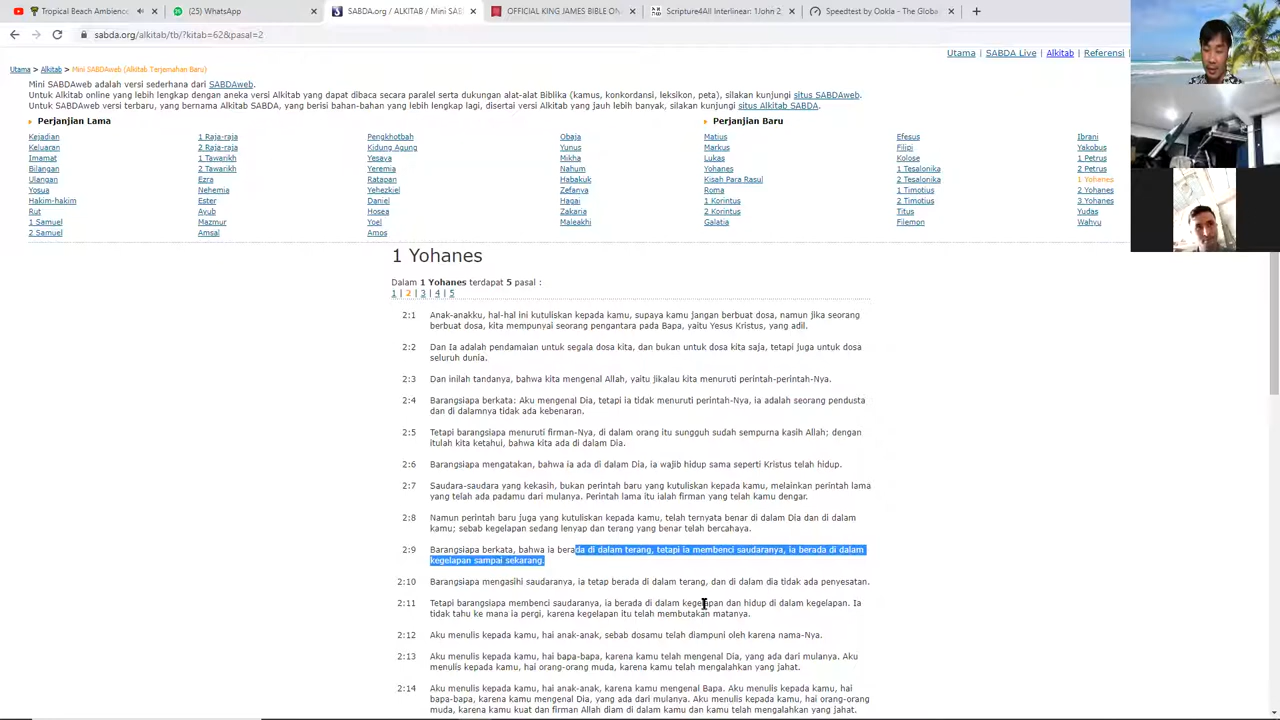 Tropical Beach Ambience
(25) WhatsApp
SABDA.org / ALKITAB / Mini SAB
OFFICIAL KING JAMES BIBLE ON
Scripture4All Interlinear: 1John 2
Speedtest by Ookla - The Globa
sabda.org/alkitab/tb/?kitab=62&pasal=2
Utama | SABDA Live | Alkitab | Referensi |
Utama > Alkitab > Mini SABDAweb (Alkitab Terjemahan Baru)
Mini SABDAweb adalah versi sederhana dari SABDAweb.
Untuk Alkitab online yang lebih lengkap dengan aneka versi Alkitab yang dapat dibaca secara paralel serta dukungan alat-alat Biblika (kamus, konkordansi, leksikon, peta), silakan kunjungi situs SABDAweb.
Untuk SABDAweb versi terbaru, yang bernama Alkitab SABDA, yang berisi bahan-bahan yang lebih lengkap lagi, disertai versi Alkitab yang jauh lebih banyak, silakan kunjungi situs Alkitab SABDA.
Perjanjian Lama
Kejadian
Keluaran
Imamat
Bilangan
Ulangan
Yosua
Hakim-hakim
Rut
1 Samuel
2 Samuel
1 Raja-raja
2 Raja-raja
1 Tawarikh
2 Tawarikh
Ezra
Nehemia
Ester
Ayub
Mazmur
Amsal
Pengkhotbah
Kidung Agung
Yesaya
Yeremia
Ratapan
Yehezkiel
Daniel
Hosea
Yoel
Amos
Obaja
Yunus
Mikha
Nahum
Habakuk
Zefanya
Hagai
Zakaria
Maleakhi
Perjanjian Baru
Matius
Markus
Lukas
Yohanes
Kisah Para Rasul
Roma
1 Korintus
2 Korintus
Galatia
Efesus
Filipi
Kolose
1 Tesalonika
2 Tesalonika
1 Timotius
2 Timotius
Titus
Filemon
Ibrani
Yakobus
1 Petrus
2 Petrus
1 Yohanes
2 Yohanes
3 Yohanes
Yudas
Wahyu
1 Yohanes
Dalam 1 Yohanes terdapat 5 pasal :
1 | 2 | 3 | 4 | 5
2:1 Anak-anakku, hal-hal ini kutuliskan kepada kamu, supaya kamu jangan berbuat dosa, namun jika seorang
berbuat dosa, kita mempunyai seorang pengantara pada Bapa, yaitu Yesus Kristus, yang adil.
2:2 Dan Ia adalah pendamaian untuk segala dosa kita, dan bukan untuk dosa kita saja, tetapi juga untuk dosa
seluruh dunia.
2:3 Dan inilah tandanya, bahwa kita mengenal Allah, yaitu jikalau kita menuruti perintah-perintah-Nya.
2:4 Barangsiapa berkata: Aku mengenal Dia, tetapi ia tidak menuruti perintah-Nya, ia adalah seorang pendusta
dan di dalamnya tidak ada kebenaran.
2:5 Tetapi barangsiapa menuruti firman-Nya, di dalam orang itu sungguh sudah sempurna kasih Allah; dengan
itulah kita ketahui, bahwa kita ada di dalam Dia.
2:6 Barangsiapa mengatakan, bahwa ia ada di dalam Dia, ia wajib hidup sama seperti Kristus telah hidup.
2:7 Saudara-saudara yang kekasih, bukan perintah baru yang kutuliskan kepada kamu, melainkan perintah lama
yang telah ada padamu dari mulanya. Perintah lama itu ialah firman yang telah kamu dengar.
2:8 Namun perintah baru juga yang kutuliskan kepada kamu, telah ternyata benar di dalam Dia dan di dalam
kamu; sebab kegelapan sedang lenyap dan terang yang benar telah bercahaya.
2:9 Barangsiapa berkata, bahwa ia berada di dalam terang, tetapi ia membenci saudaranya, ia berada di dalam
kegelapan sampai sekarang.
2:10 Barangsiapa mengasihi saudaranya, ia tetap berada di dalam terang, dan di dalam dia tidak ada penyesatan.
2:11 Tetapi barangsiapa membenci saudaranya, ia berada di dalam kegelapan dan hidup di dalam kegelapan. Ia
tidak tahu ke mana ia pergi, karena kegelapan itu telah membutakan matanya.
2:12 Aku menulis kepada kamu, hai anak-anak, sebab dosamu telah diampuni oleh karena nama-Nya.
2:13 Aku menulis kepada kamu, hai bapa-bapa, karena kamu telah mengenal Dia, yang ada dari mulanya. Aku
menulis kepada kamu, hai orang-orang muda, karena kamu telah mengalahkan yang jahat.
2:14 Aku menulis kepada kamu, hai anak-anak, karena kamu mengenal Bapa. Aku menulis kepada kamu, hai
bapa-bapa, karena kamu mengenal Dia, yang ada dari mulanya. Aku menulis kepada kamu, hai orang-orang
muda, karena kamu kuat dan firman Allah diam di dalam kamu dan kamu telah mengalahkan yang jahat.